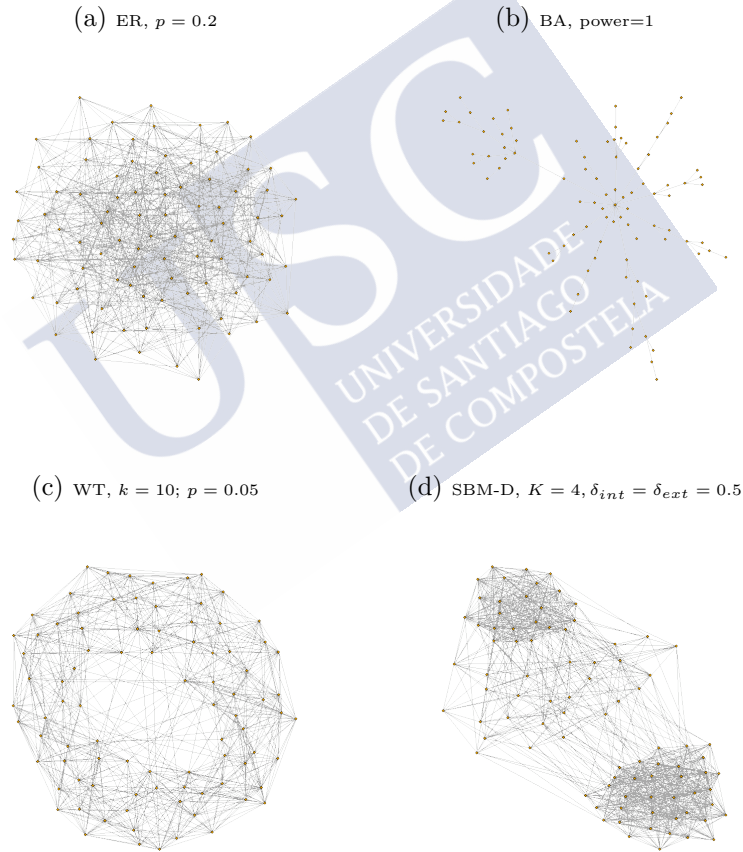 (a) ER, p = 0.2
(b) BA, power=1
USC
UNIVERSIDADE
DE SANTIAGO
DE COMPOSTELA
(c) WT, k = 10; p = 0.05
(d) SBM-D, K = 4, δ_int = δ_ext = 0.5